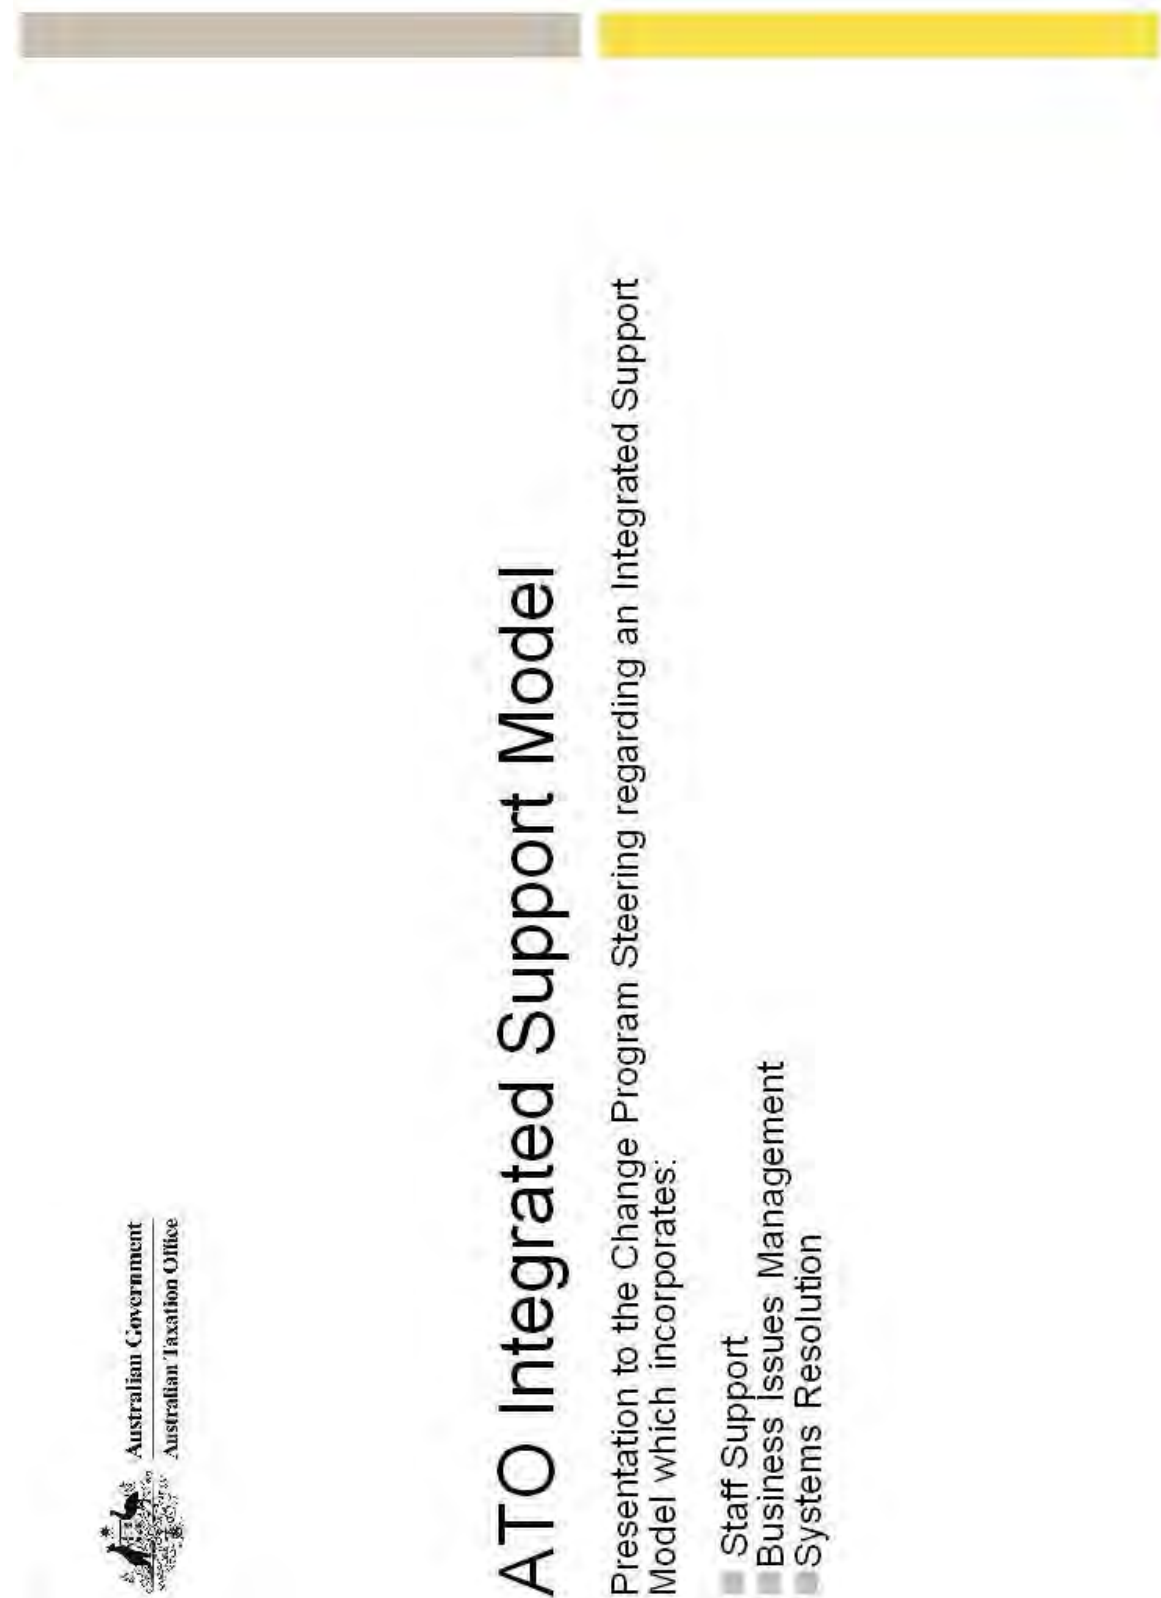 Australian Government
Australian Taxation Office
ATO Integrated Support Model
Presentation to the Change Program Steering regarding an Integrated Support
Model which incorporates:
Staff Support
Business Issues Management
Systems Resolution